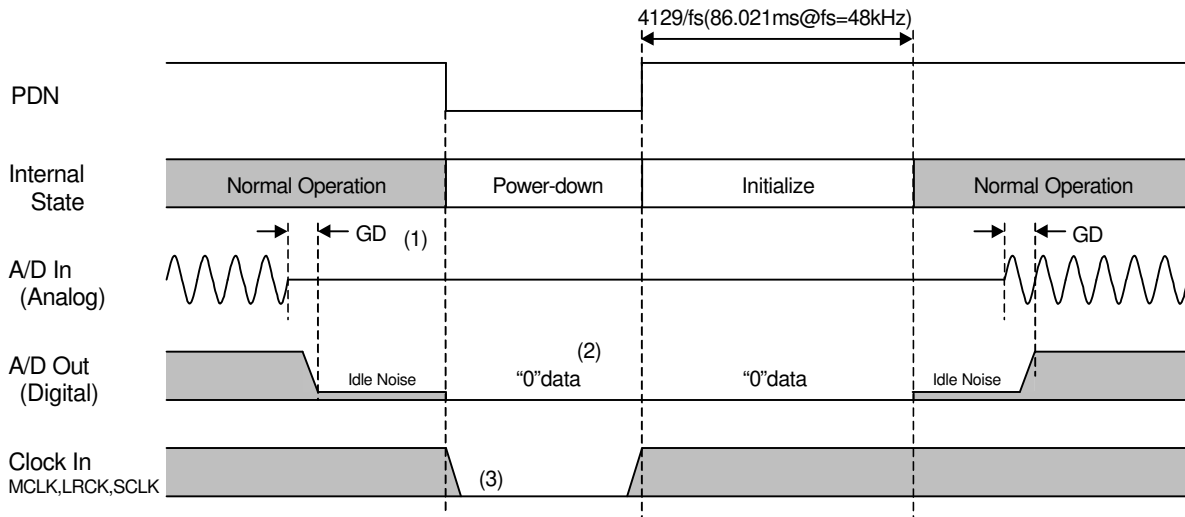 4129/fs(86.021ms@fs=48kHz)
PDN
Internal
State
Normal Operation
Power-down
Initialize
Normal Operation
GD (1)
GD
A/D In
(Analog)
A/D Out
(Digital)
Idle Noise
(2)
“0”data
“0”data
Idle Noise
Clock In
MCLK,LRCK,SCLK
(3)